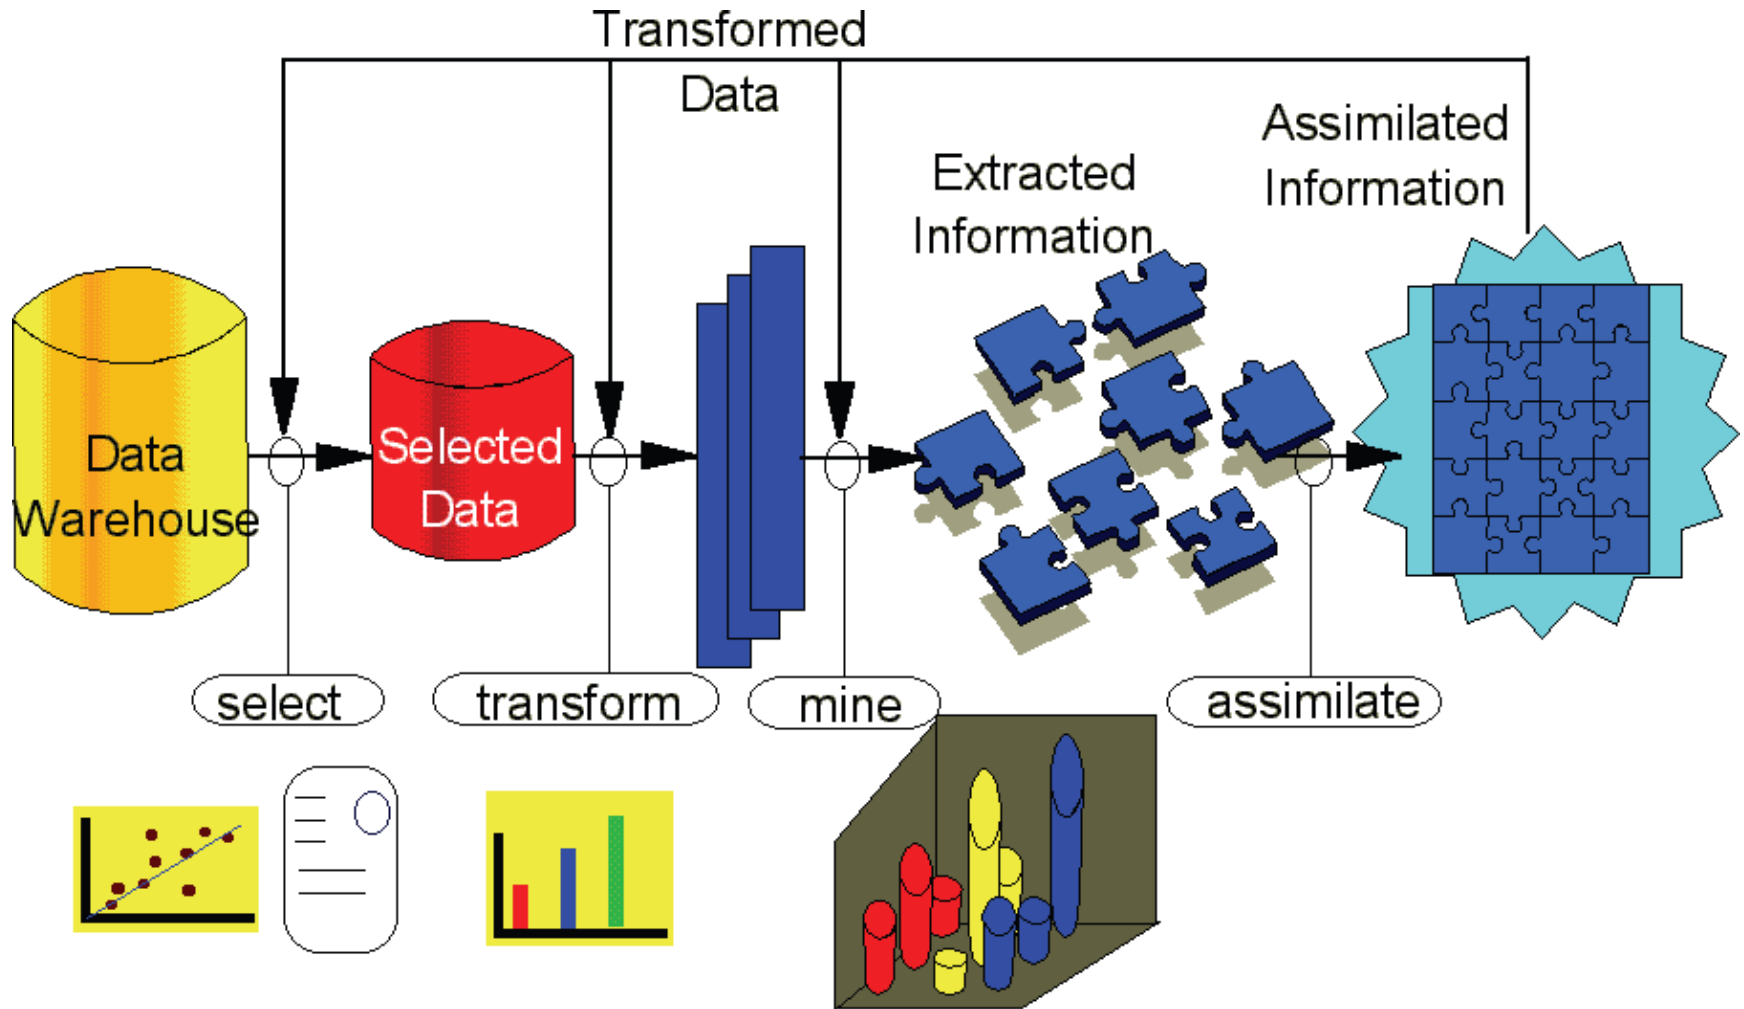 Transformed
Data
Assimilated
Information
Extracted
Information
Data
Warehouse
Selected
Data
select
transform
mine
assimilate